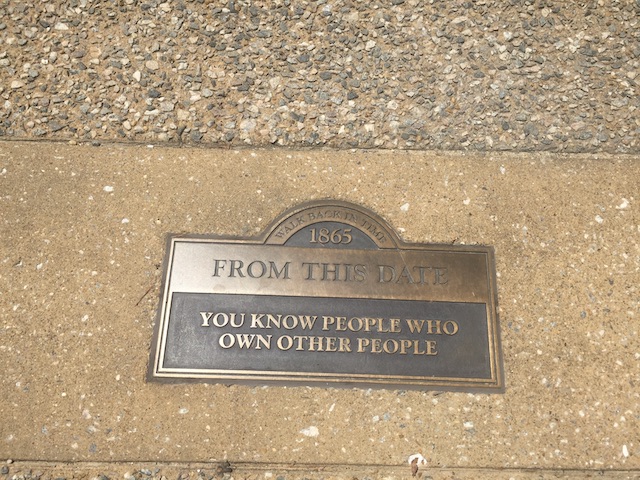 WALK BACK IN TIME
1865
FROM THIS DATE
YOU KNOW PEOPLE WHO
OWN OTHER PEOPLE